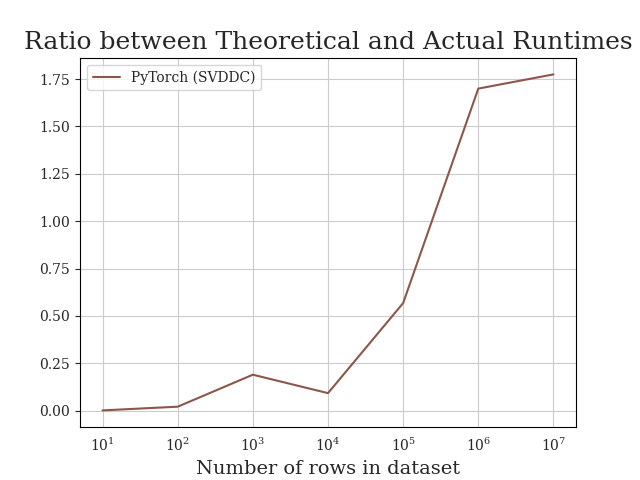 Ratio between Theoretical and Actual Runtimes
PyTorch (SVDDC)
1.75
1.50
1.25
1.00
0.75
0.50
0.25
0.00
10¹ 10² 10³ 10⁴ 10⁵ 10⁶ 10⁷
Number of rows in dataset